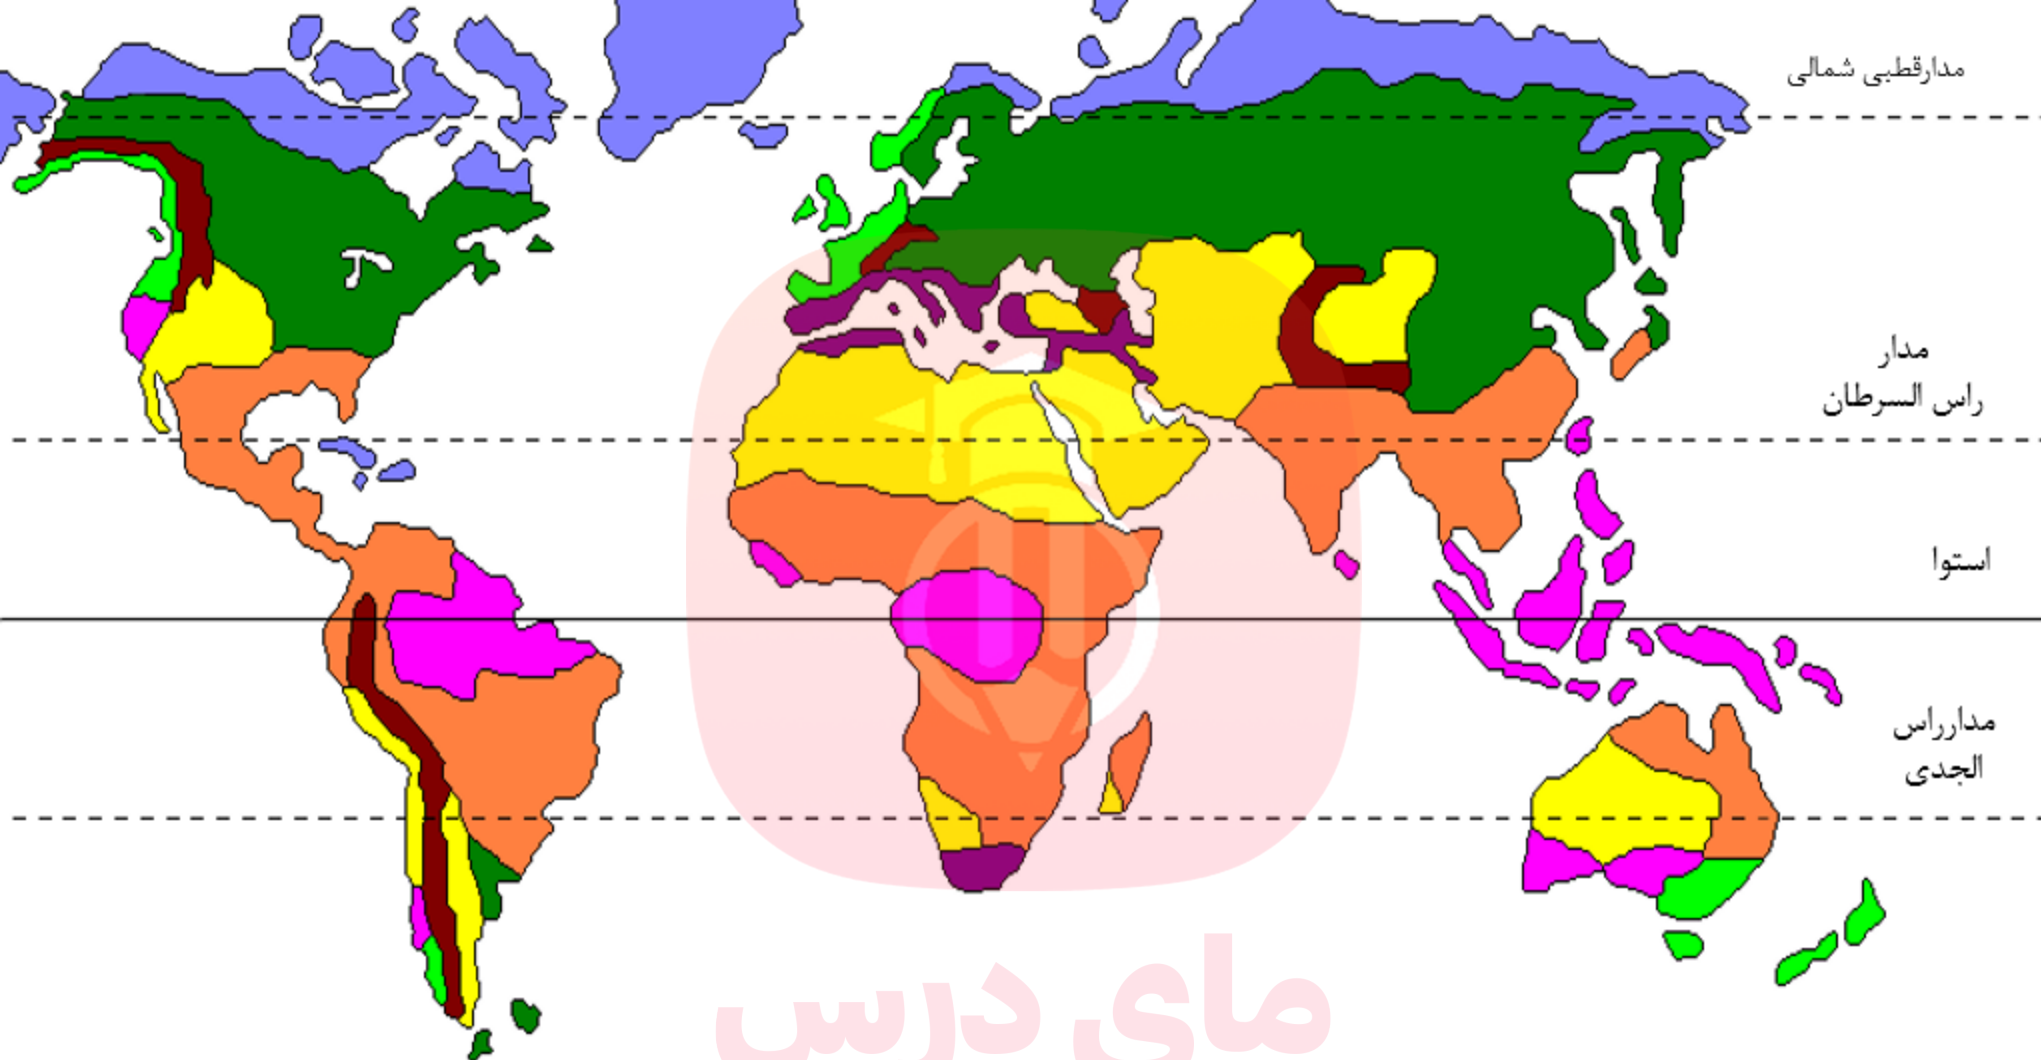 مدارقطبی شمالی
مدار
راس السرطان
استوا
مدارراس
الجدی
مای درس